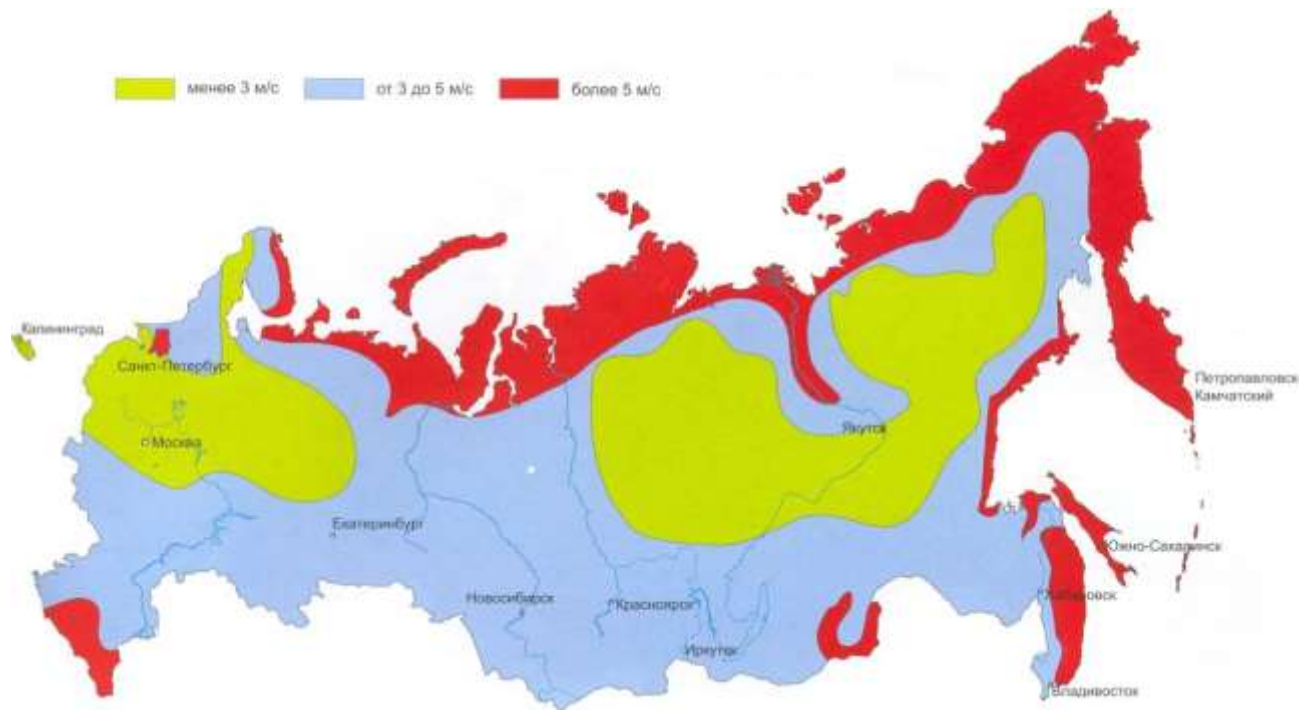 менее 3 м/с
от 3 до 5 м/с
более 5 м/с
Калининград
Санкт-Петербург
Петропавловск
Камчатский
Якутск
Москва
Екатеринбург
Южно-Сахалинск
Новосибирск
Красноярск
Хабаровск
Иркутск
Владивосток